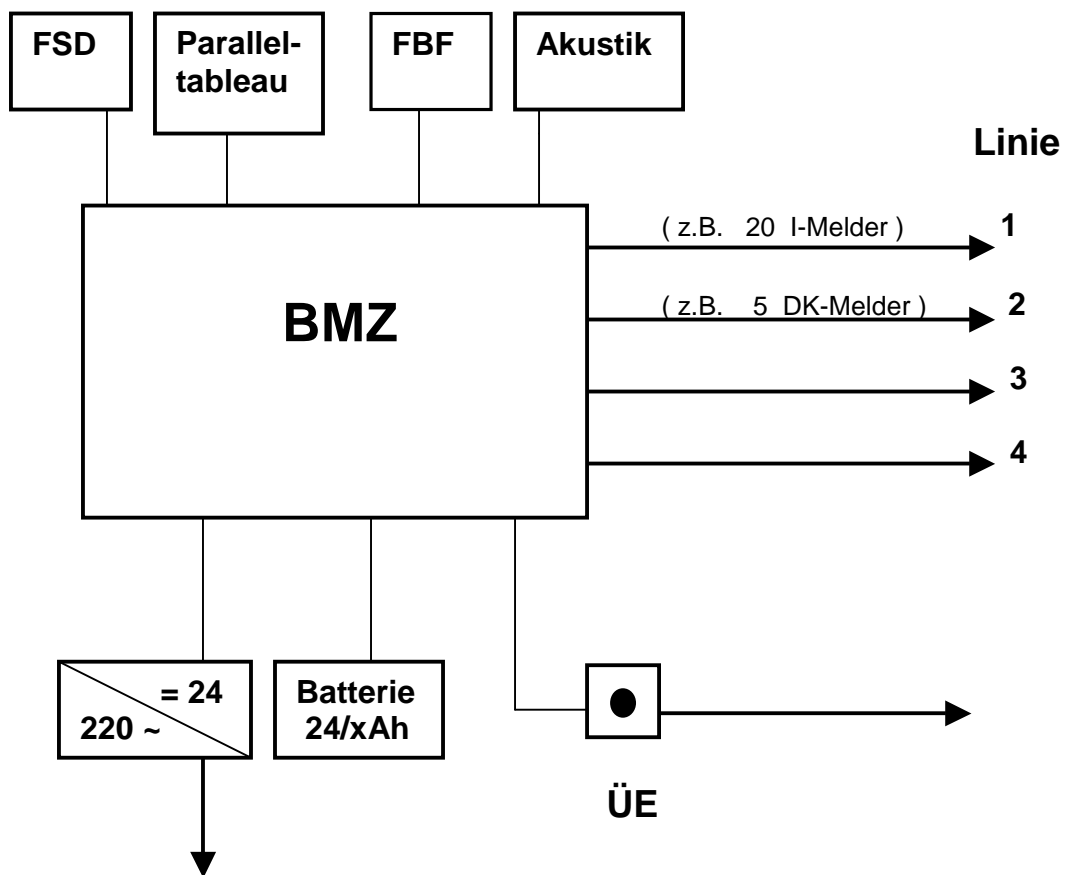 FSD
Parallel-
tableau
FBF
Akustik
Linie
( z.B. 20 I-Melder )
1
BMZ
( z.B. 5 DK-Melder )
2
3
4
= 24
220 ~
Batterie
24/xAh
ÜE